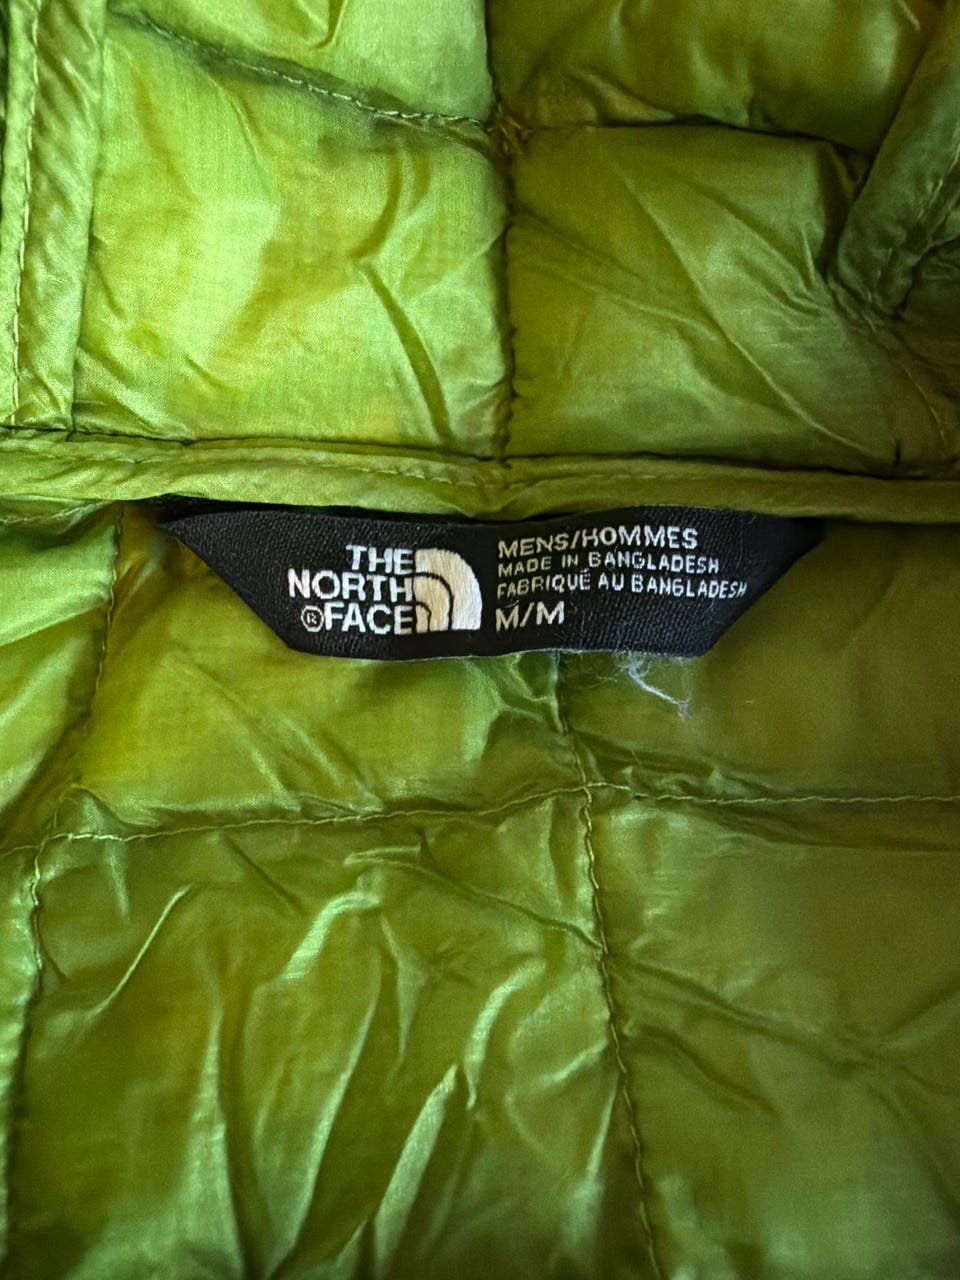 THE
NORTH
®FACE
MENS/HOMMES
MADE IN BANGLADESH
FABRIQUÉ AU BANGLADESH
M/M